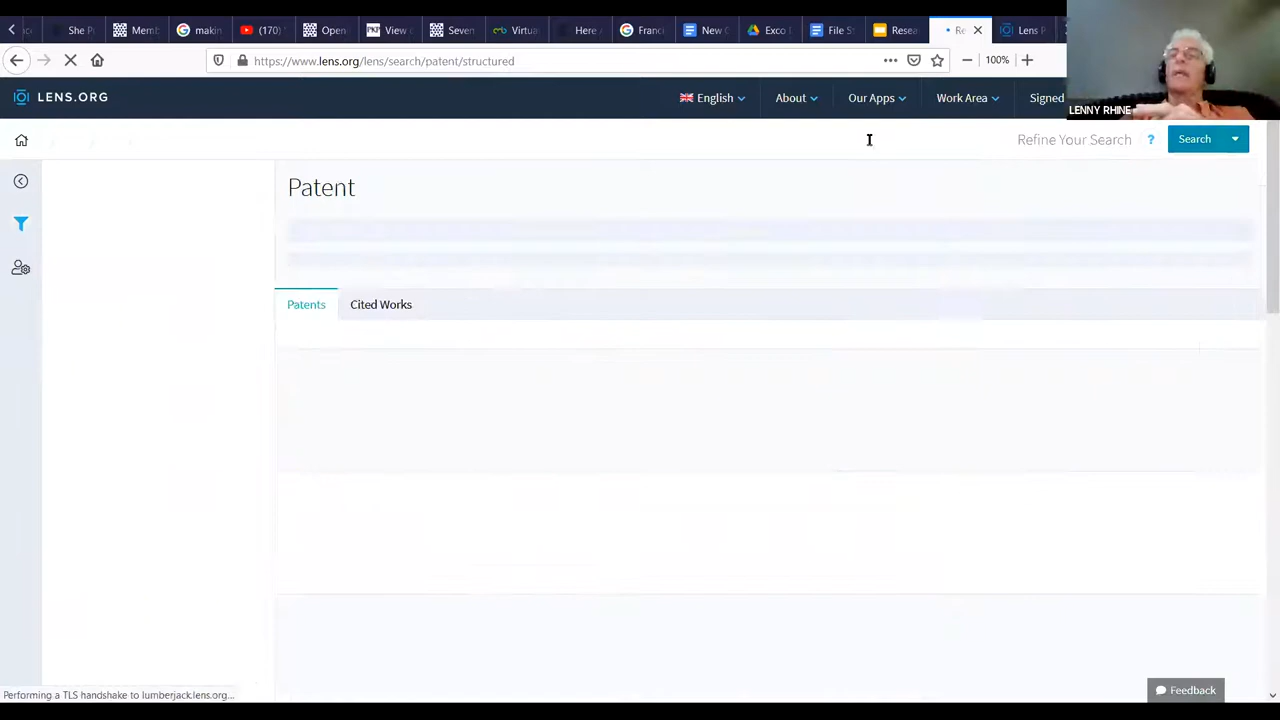 She P
Memb
makin
(170)
Open
View
Seven
Virtua
Here
Franc
New C
Exco
File S
Resea
Re
Lens P
https://www.lens.org/lens/search/patent/structured
100%
LENS.ORG
English
About
Our Apps
Work Area
Signed
LENNY RHINE
Refine Your Search
?
Search
Patent
Patents
Cited Works
Performing a TLS handshake to lumberjack.lens.org...
Feedback